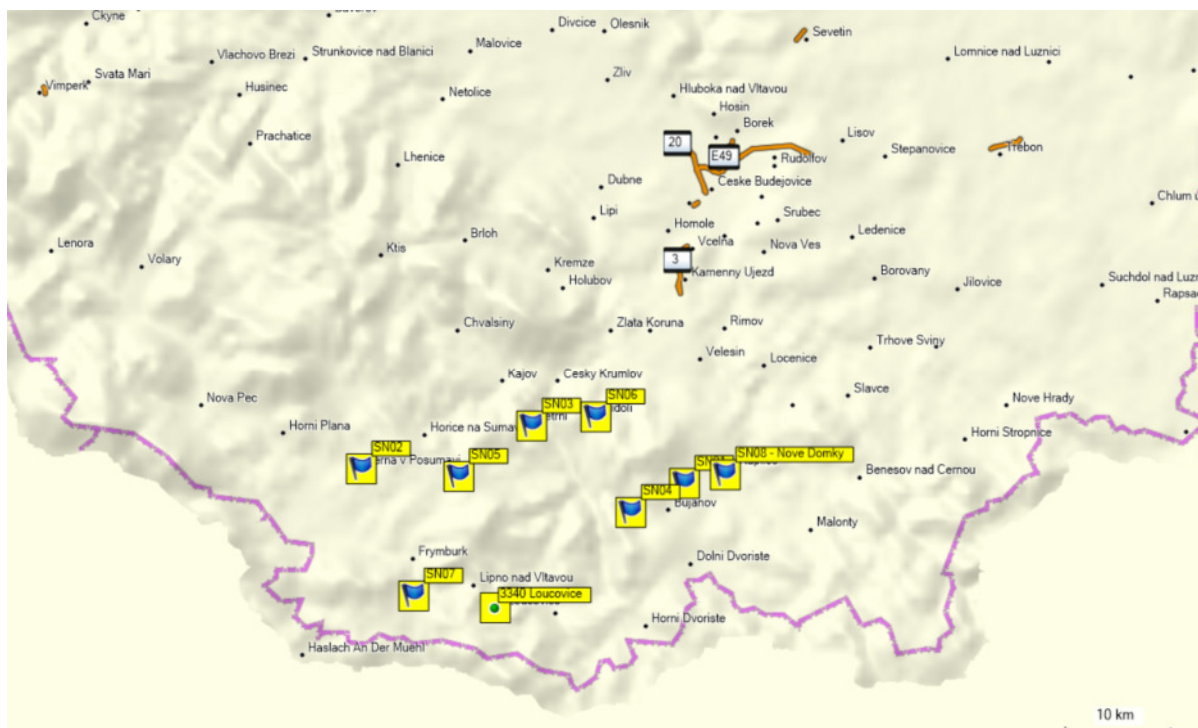 Ckyne
Divcice
Olesnik
Sevetin
Malovice
Strunkovice nad Blanici
Vlachovo Brezi
Lomnice nad Luznici
Svata Mari
Zliv
Vimperk
Husinec
Netolice
Hluboka nad Vltavou
Hosin
Borek
Prachatice
20
E49
Lisov
Trebon
Rudolfov
Stepanovice
Lhenice
Dubne
Ceske Budejovice
Chlum u
Lipi
Srubec
Homole
Ledenice
Lenora
Brloh
Vcelna
Nova Ves
Ktis
Volary
3
Kremze
Kamenny Ujezd
Borovany
Holubov
Jilovice
Suchdol nad Luzn
Rapsac
Chvalsiny
Zlata Koruna
Rimov
Trhove Sviny
Velesin
Locenice
Kajov
Cesky Krumlov
Slavce
Nova Pec
SN03
SN06
Nove Hrady
Horni Plana
Horice na Sumav
Horni Stropnice
SN02
SN05
SN08 - Nove Domky
erna v Posumavi
Benesov nad Cernou
SN04
Bujanov
Malonty
Frymburk
Dolni Dvoriste
SN07
Lipno nad Vltavou
3340 Loucovice
Horni Dvoriste
Haslach An Der Muehl
10 km